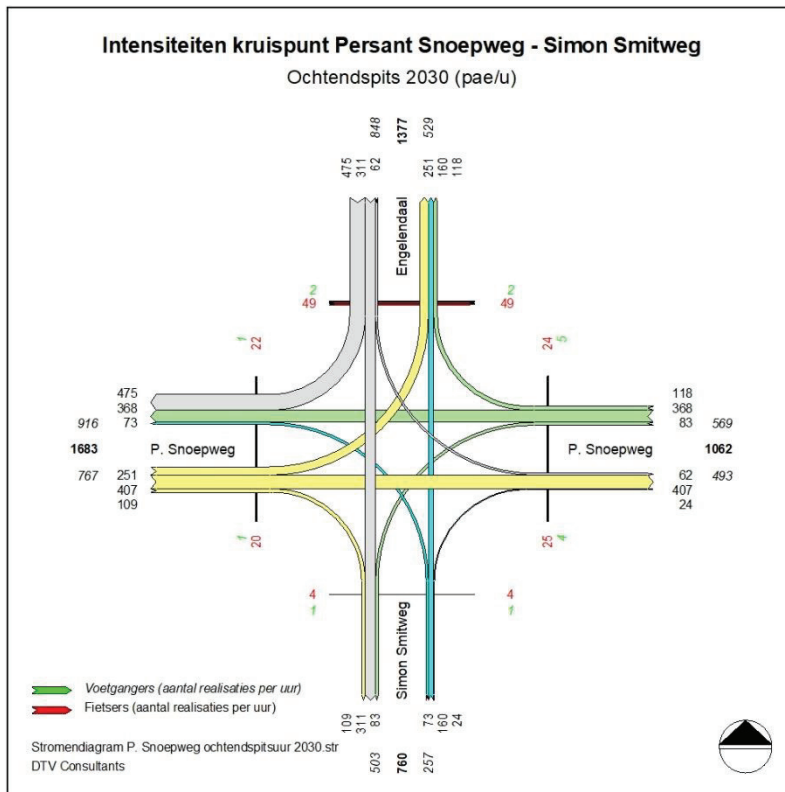 Intensiteiten kruispunt Persant Snoepweg - Simon Smitweg
Ochtendspits 2030 (pae/u)
848 1377 529
475 311 62 251 160 118
Engelendaal
2 2
49 49
1 22 24 5
475 118
368 368
916 73 83 569
1683 P. Snoepweg P. Snoepweg 1062
767 251 62 493
407 407
109 24
1 20 25 4
4 4
1 1
Simon Smitweg
Voetgangers (aantal realisaties per uur)
Fietsers (aantal realisaties per uur)
109 311 83 73 160 24
503 760 257
Stromendiagram P. Snoepweg ochtendspitsuur 2030.str
DTV Consultants